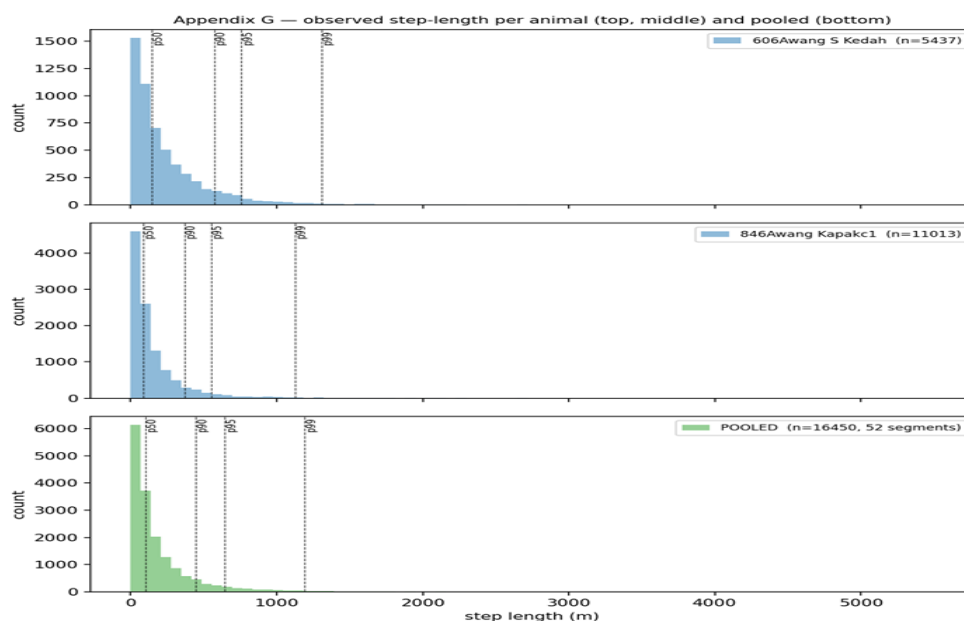 Appendix G — observed step-length per animal (top, middle) and pooled (bottom)
606Awang S Kedah (n=5437)
p50 p90 p95 p99
1500
1250
1000
750
500
250
0
count
846Awang Kapakc1 (n=11013)
p50 p90 p95 p99
4000
3000
2000
1000
0
count
POOLED (n=16450, 52 segments)
p50 p90 p95 p99
6000
5000
4000
3000
2000
1000
0
count
0 1000 2000 3000 4000 5000
step length (m)